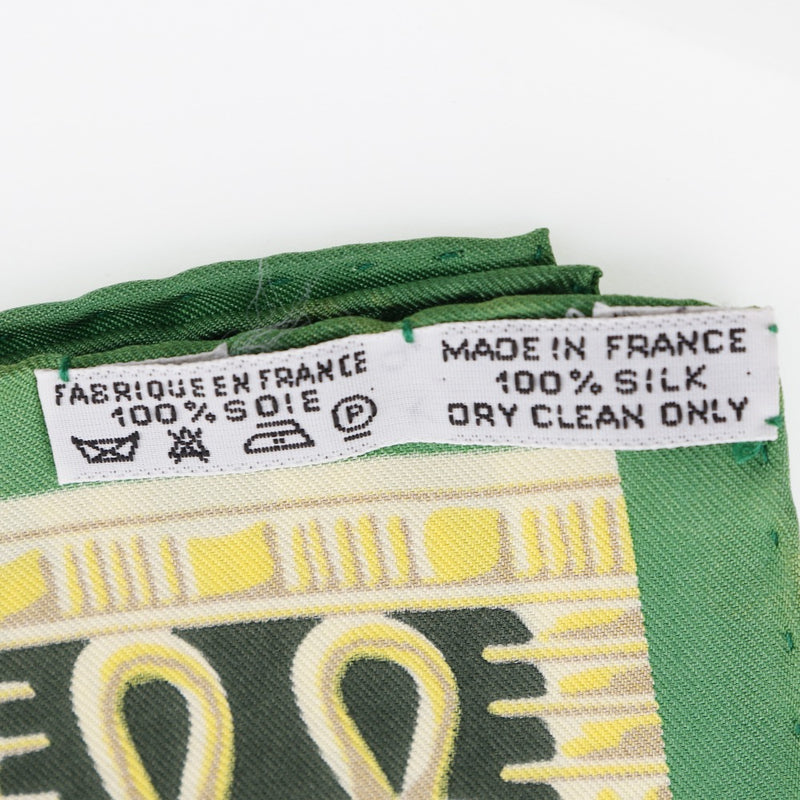 FABRIQUE EN FRANCE
100% SOIE
P
MADE IN FRANCE
100% SILK
DRY CLEAN ONLY